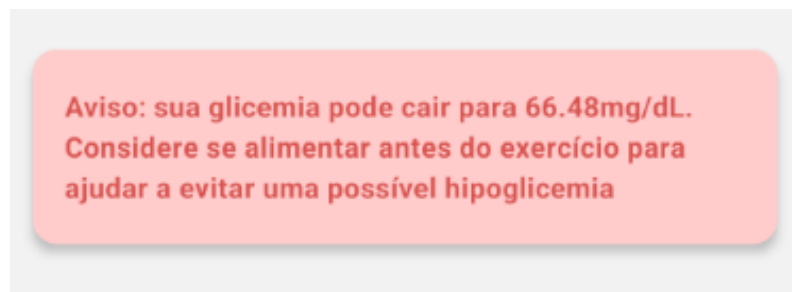 Aviso: sua glicemia pode cair para 66.48mg/dL.
Considere se alimentar antes do exercício para
ajudar a evitar uma possível hipoglicemia